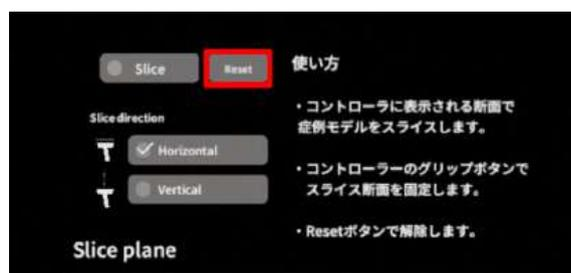 Slice
Reset
Slice direction
Horizontal
Vertical
Slice plane
使い方
・コントローラに表示される断面で
症例モデルをスライスします。
・コントローラーのグリップボタンで
スライス断面を固定します。
・Resetボタンで解除します。